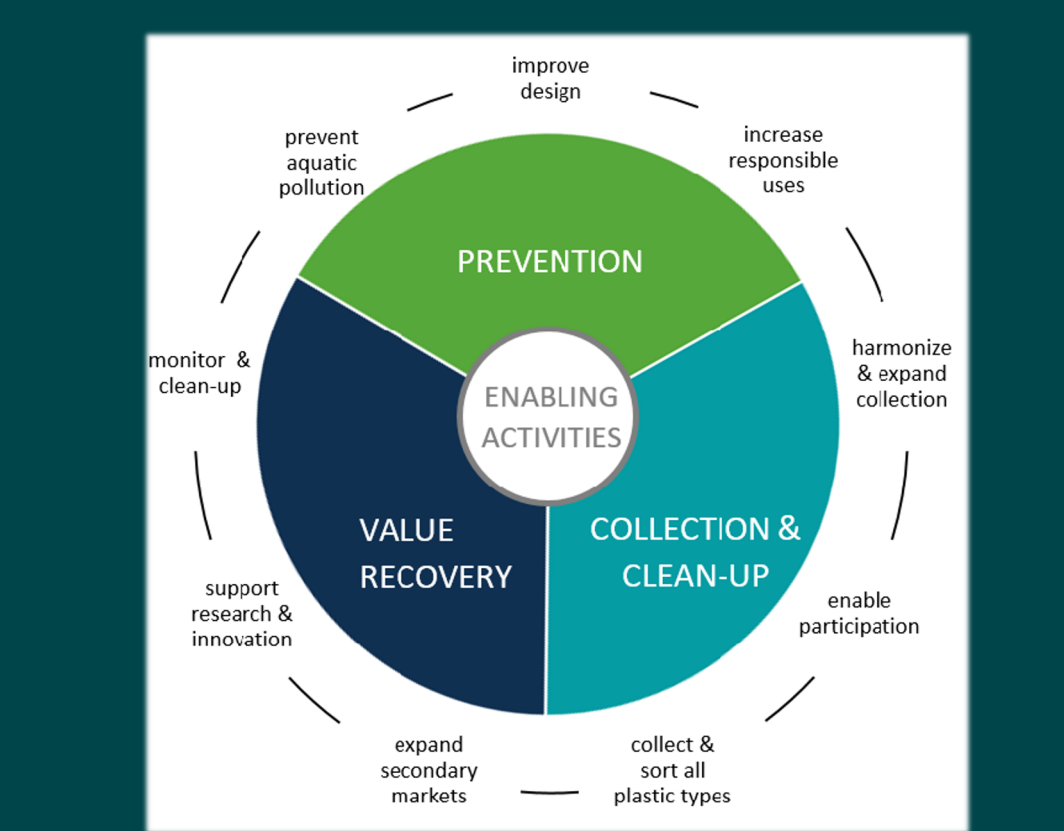 improve
design
increase
responsible
uses
harmonize
& expand
collection
enable
participation
collect &
sort all
plastic types
expand
secondary
markets
support
research &
innovation
monitor &
clean-up
prevent
aquatic
pollution
PREVENTION
COLLECTION &
CLEAN-UP
VALUE
RECOVERY
ENABLING
ACTIVITIES